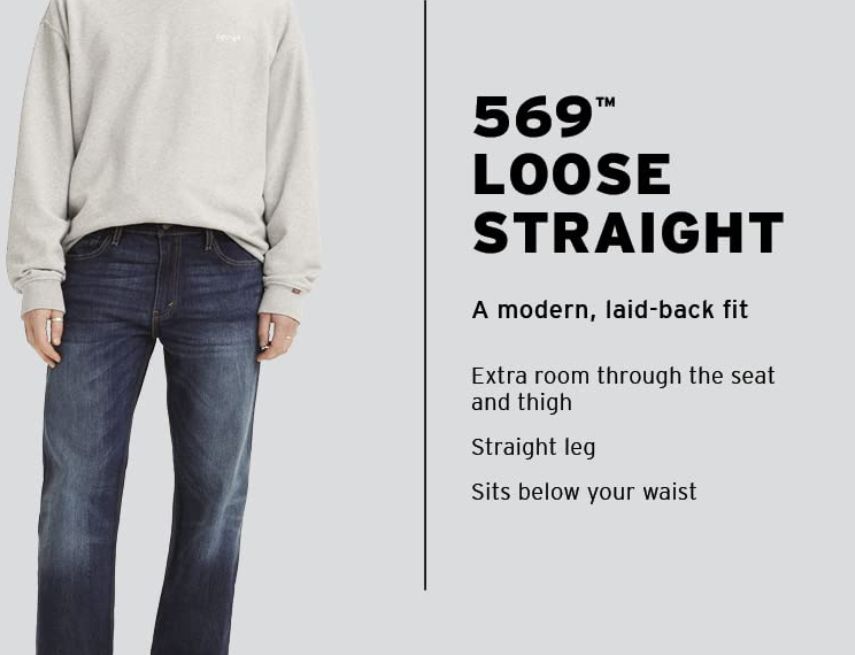 569™
LOOSE
STRAIGHT
A modern, laid-back fit
Extra room through the seat
and thigh
Straight leg
Sits below your waist